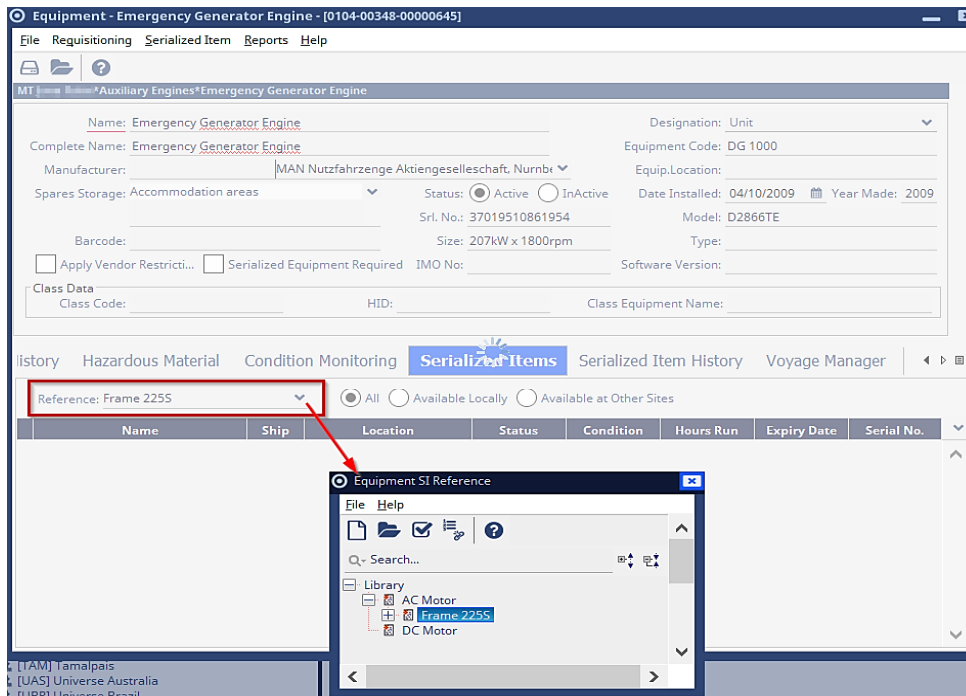 Equipment - Emergency Generator Engine - [0104-00348-00000645]
File Requisitioning Serialized Item Reports Help
MT *Auxiliary Engines*Emergency Generator Engine
Name: Emergency Generator Engine Designation: Unit
Complete Name: Emergency Generator Engine Equipment Code: DG 1000
Manufacturer: MAN Nutzfahrzenge Aktiengeselleschaft, Nurnbe Equip.Location:
Spares Storage: Accommodation areas Status: Active InActive Date Installed: 04/10/2009 Year Made: 2009
Srl. No.: 37019510861954 Model: D2866TE
Barcode: Size: 207kW x 1800rpm Type:
Apply Vendor Restricti... Serialized Equipment Required IMO No: Software Version:
Class Data
Class Code: HID: Class Equipment Name:
History Hazardous Material Condition Monitoring Serialized Items Serialized Item History Voyage Manager
Reference: Frame 225S All Available Locally Available at Other Sites
Name Ship Location Status Condition Hours Run Expiry Date Serial No.
Equipment SI Reference
File Help
Search...
Library
AC Motor
Frame 225S
DC Motor
[TAM] Tamalpais
[UAS] Universe Australia
[UBR] Universe Brazil